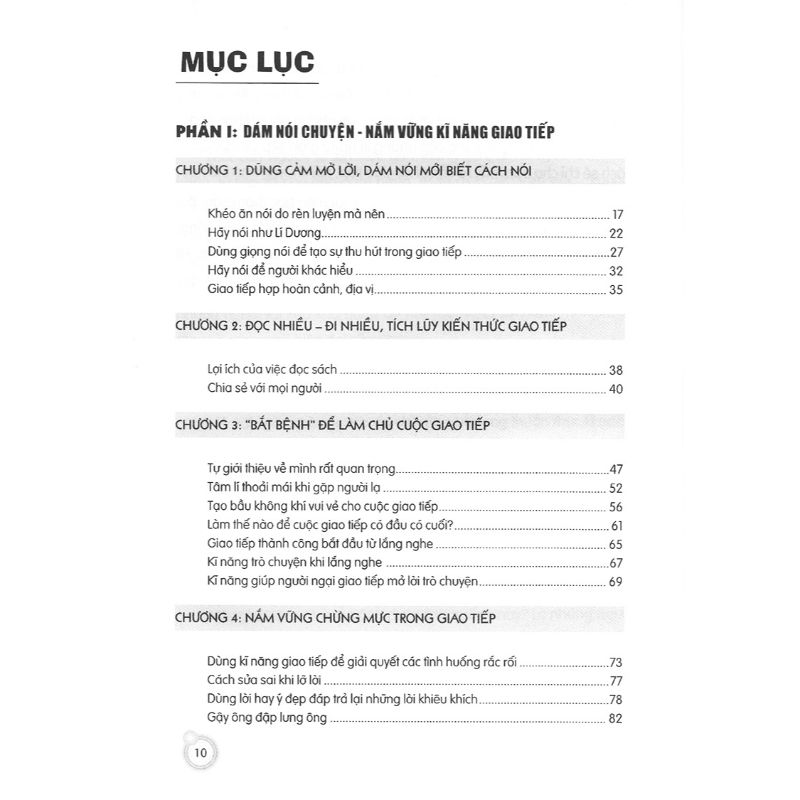 MỤC LỤC
PHẦN I: DÁM NÓI CHUYỆN - NẮM VỮNG KĨ NĂNG GIAO TIẾP
CHƯƠNG 1: DŨNG CẢM MỞ LỜI, DÁM NÓI MỚI BIẾT CÁCH NÓI
Khéo ăn nói do rèn luyện mà nên ........ 17
Hãy nói như Lí Dương ........ 22
Dùng giọng nói để tạo sự thu hút trong giao tiếp ........ 27
Hãy nói để người khác hiểu ........ 32
Giao tiếp hợp hoàn cảnh, địa vị ........ 35
CHƯƠNG 2: ĐỌC NHIỀU – ĐI NHIỀU, TÍCH LŨY KIẾN THỨC GIAO TIẾP
Lợi ích của việc đọc sách ........ 38
Chia sẻ với mọi người ........ 40
CHƯƠNG 3: "BẮT BỆNH" ĐỂ LÀM CHỦ CUỘC GIAO TIẾP
Tự giới thiệu về mình rất quan trọng ........ 47
Tâm lí thoải mái khi gặp người lạ ........ 52
Tạo bầu không khí vui vẻ cho cuộc giao tiếp ........ 56
Làm thế nào để cuộc giao tiếp có đầu có cuối? ........ 61
Giao tiếp thành công bắt đầu từ lắng nghe ........ 65
Kĩ năng trò chuyện khi lắng nghe ........ 67
Kĩ năng giúp người ngại giao tiếp mở lời trò chuyện ........ 69
CHƯƠNG 4: NẮM VỮNG CHỪNG MỰC TRONG GIAO TIẾP
Dùng kĩ năng giao tiếp để giải quyết các tình huống rắc rối ........ 73
Cách sửa sai khi lỡ lời ........ 77
Dùng lời hay ý đẹp đáp trả lại những lời khiêu khích ........ 78
Gậy ông đập lưng ông ........ 82
10